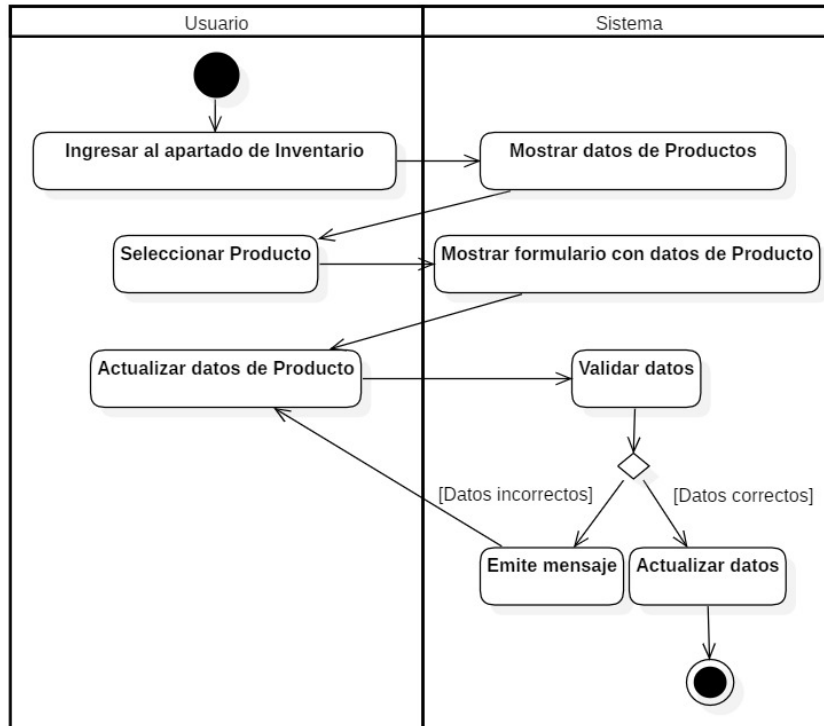 Usuario
Sistema
Ingresar al apartado de Inventario
Mostrar datos de Productos
Seleccionar Producto
Mostrar formulario con datos de Producto
Actualizar datos de Producto
Validar datos
[Datos incorrectos]
[Datos correctos]
Emite mensaje
Actualizar datos